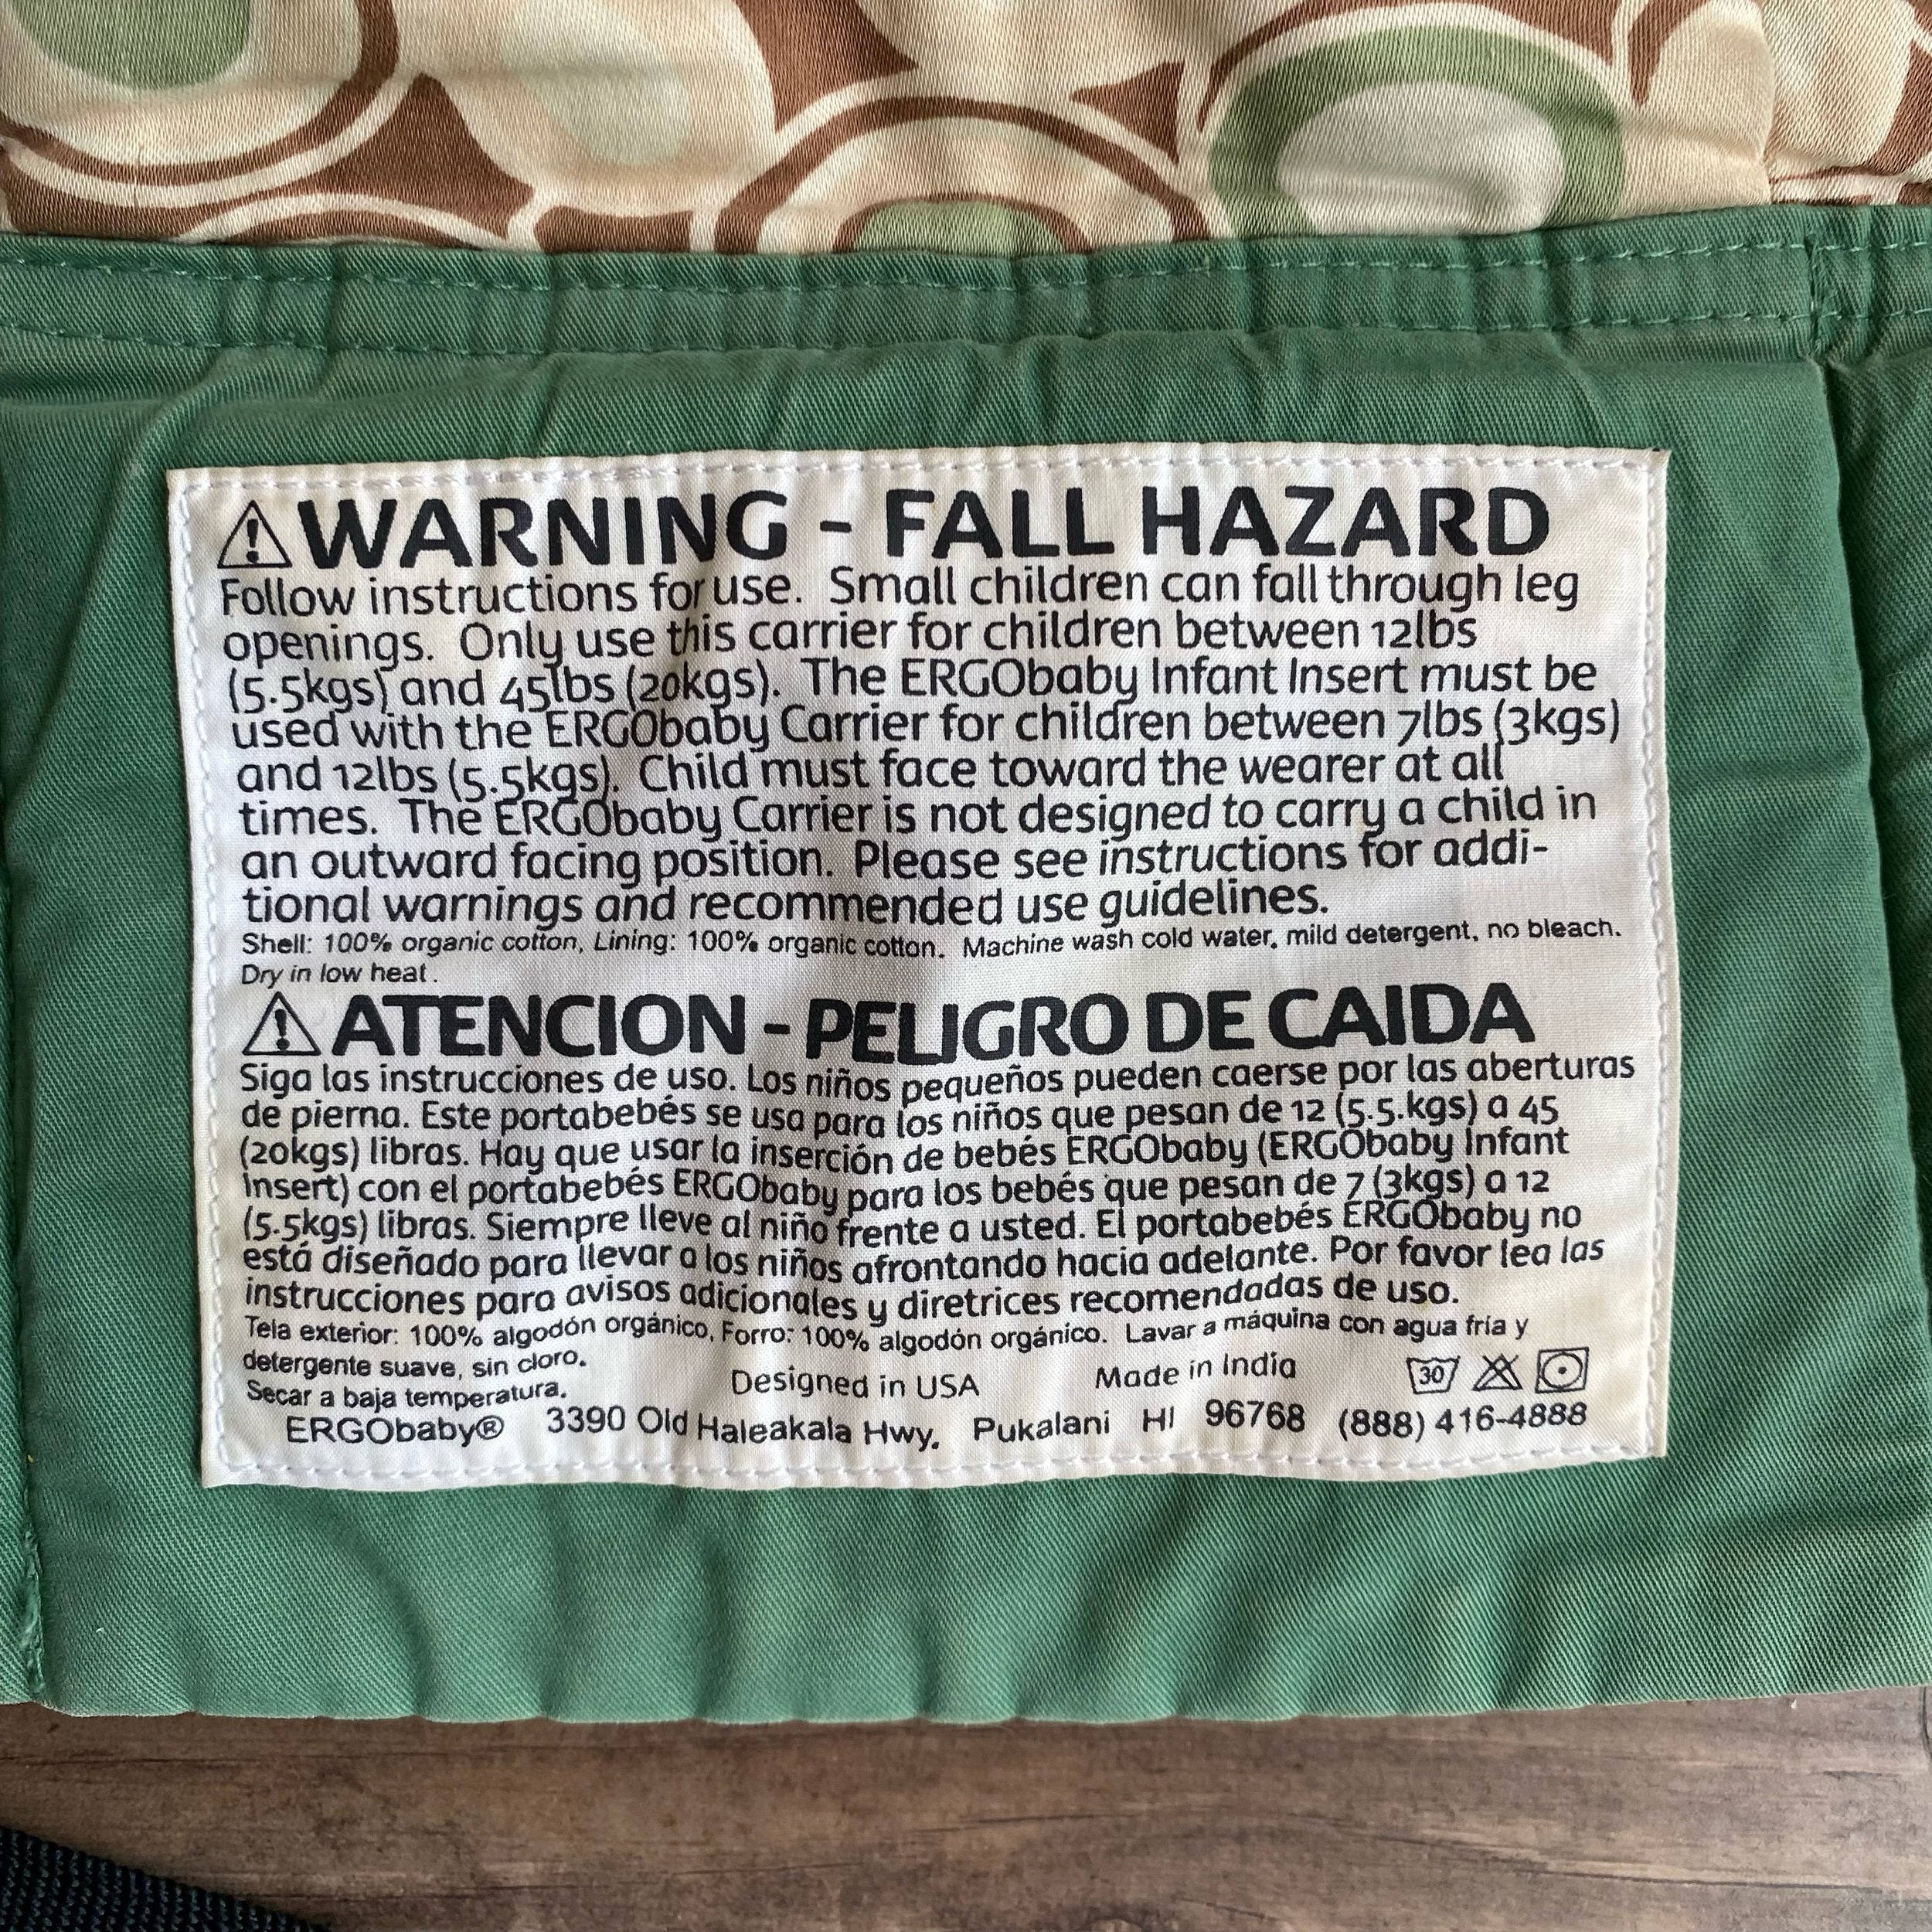 ⚠WARNING - FALL HAZARD
Follow instructions for use. Small children can fall through leg
openings. Only use this carrier for children between 12lbs
(5.5kgs) and 45lbs (20kgs). The ERGObaby Infant Insert must be
used with the ERGObaby Carrier for children between 7lbs (3kgs)
and 12lbs (5.5kgs). Child must face toward the wearer at all
times. The ERGObaby Carrier is not designed to carry a child in
an outward facing position. Please see instructions for addi-
tional warnings and recommended use guidelines.
Shell: 100% organic cotton, Lining: 100% organic cotton. Machine wash cold water, mild detergent, no bleach.
Dry in low heat.
⚠ATENCION - PELIGRO DE CAIDA
Siga las instrucciones de uso. Los niños pequeños pueden caerse por las aberturas
de pierna. Este portabebés se usa para los niños que pesan de 12 (5.5.kgs) a 45
(20kgs) libras. Hay que usar la inserción de bebés ERGObaby (ERGObaby Infant
Insert) con el portabebés ERGObaby para los bebés que pesan de 7 (3kgs) a 12
(5.5kgs) libras. Siempre lleve al niño frente a usted. El portabebés ERGObaby no
está diseñado para llevar a los niños afrontando hacia adelante. Por favor lea las
instrucciones para avisos adicionales y diretrices recomendadas de uso.
Tela exterior: 100% algodón orgánico, Forro: 100% algodón orgánico. Lavar a máquina con agua fría y
detergente suave, sin cloro.
Secar a baja temperatura. Designed in USA Made in India 30
ERGObaby® 3390 Old Haleakala Hwy, Pukalani HI 96768 (888) 416-4888